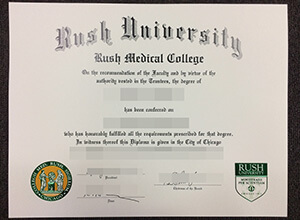 Rush University
Rush Medical College
On the recommendation of the Faculty and by virtue of the
authority vested in the Trustees, the degree of
has been conferred on
who has honorably fulfilled all the requirements prescribed for that degree.
In witness thereof this Diploma is given in the City of Chicago
President
RUSH
UNIVERSITY